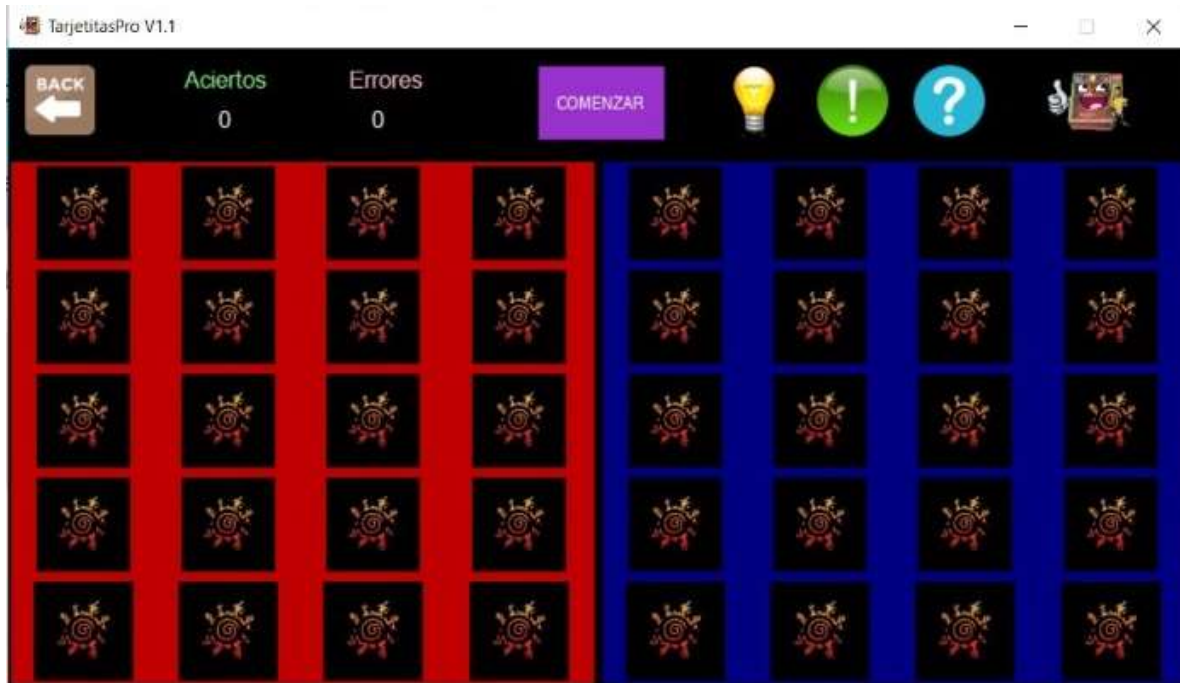 TarjetitasPro V1.1
BACK
Aciertos
Errores
COMENZAR
0
0
!
?